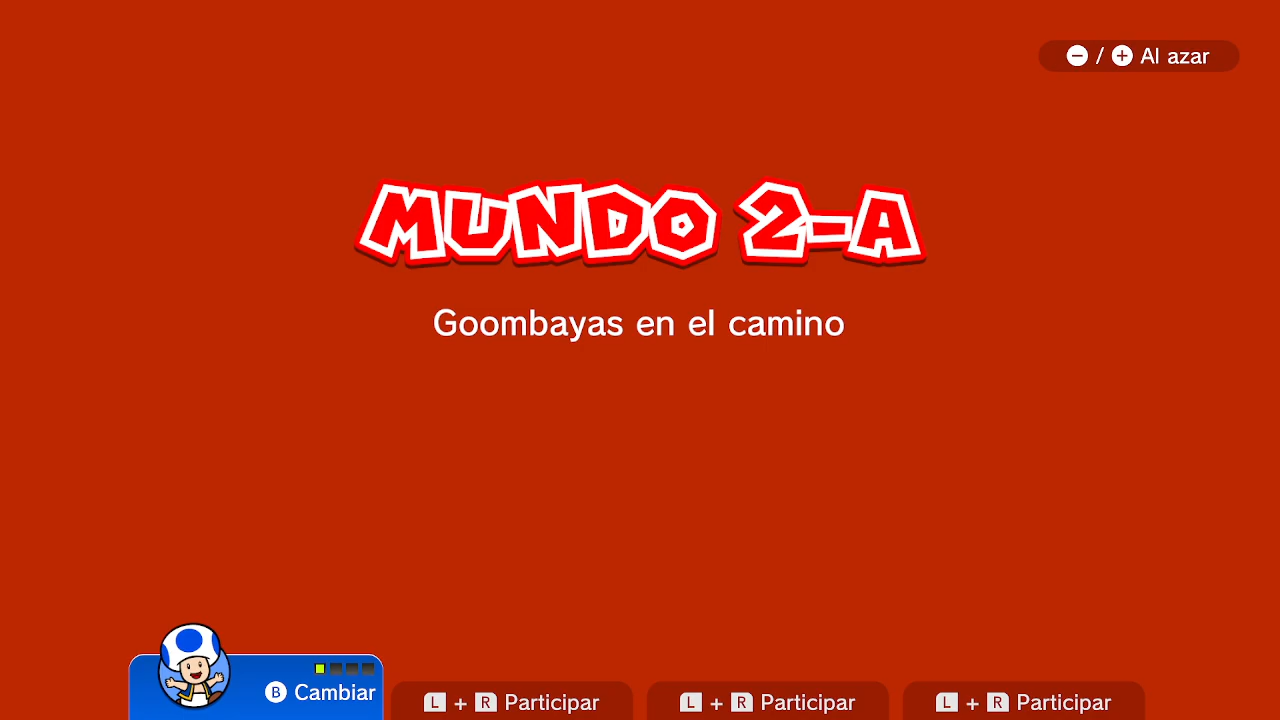 - / + Al azar
MUNDO 2-A
Goombayas en el camino
B Cambiar
L + R Participar
L + R Participar
L + R Participar